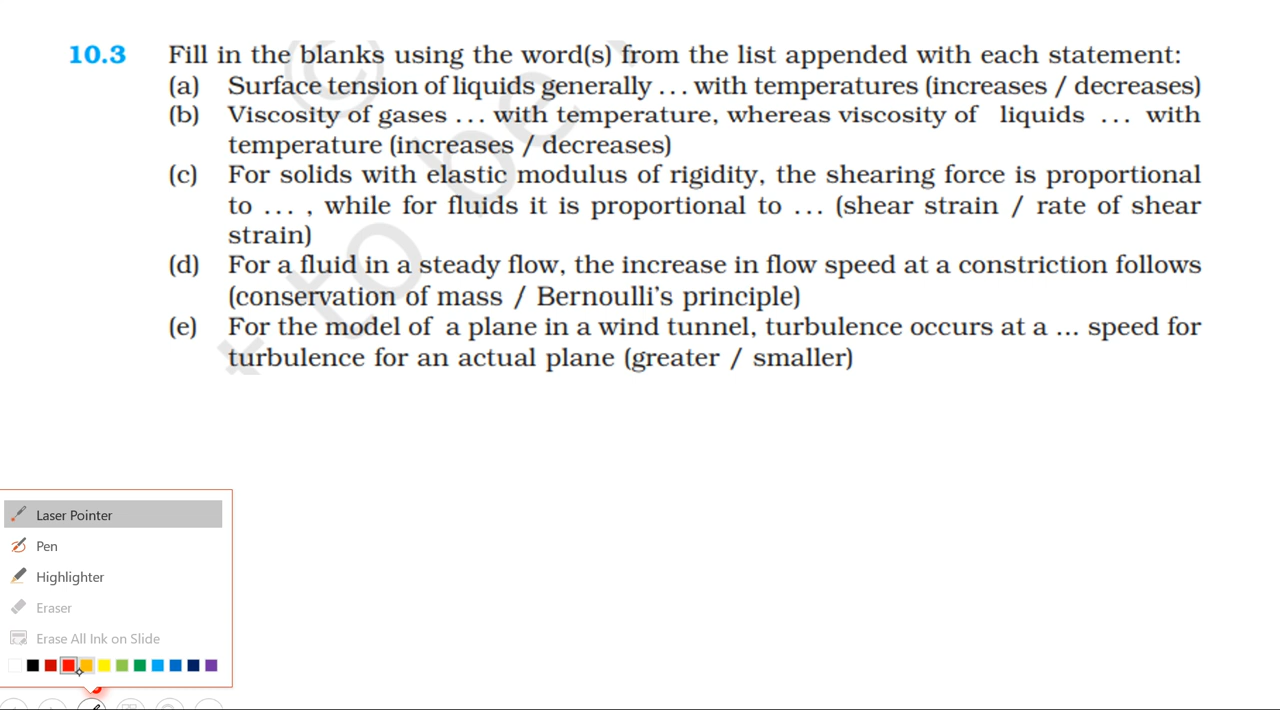 10.3 Fill in the blanks using the word(s) from the list appended with each statement:
(a) Surface tension of liquids generally ... with temperatures (increases / decreases)
(b) Viscosity of gases ... with temperature, whereas viscosity of liquids ... with
temperature (increases / decreases)
(c) For solids with elastic modulus of rigidity, the shearing force is proportional
to ... , while for fluids it is proportional to ... (shear strain / rate of shear
strain)
(d) For a fluid in a steady flow, the increase in flow speed at a constriction follows
(conservation of mass / Bernoulli's principle)
(e) For the model of a plane in a wind tunnel, turbulence occurs at a ... speed for
turbulence for an actual plane (greater / smaller)
© to be
Laser Pointer
Pen
Highlighter
Eraser
Erase All Ink on Slide